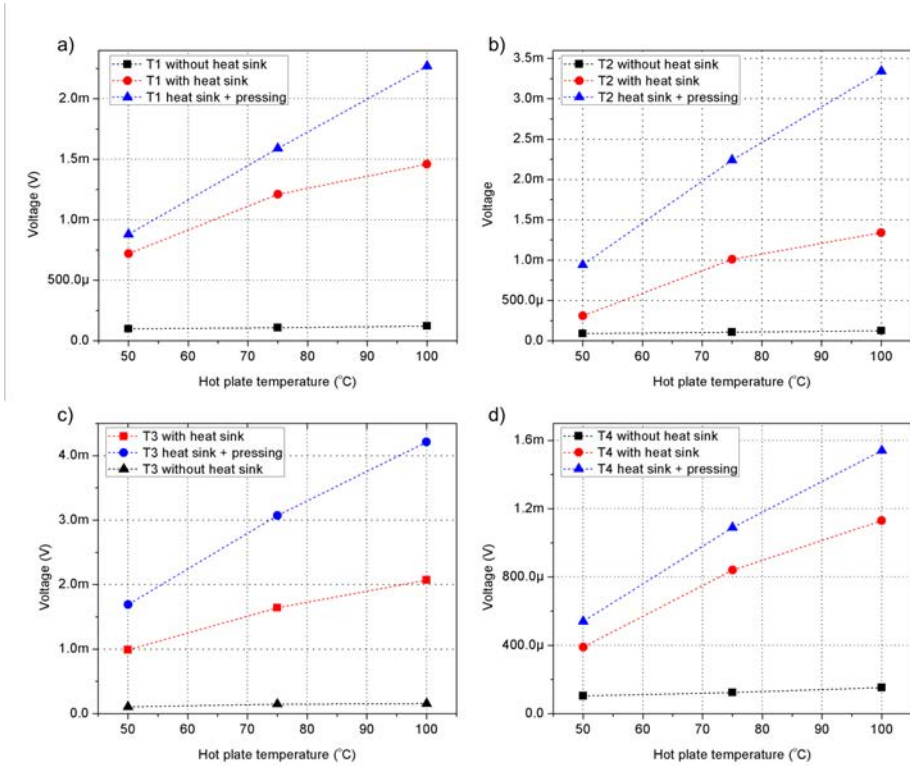 a)
T1 without heat sink
T1 with heat sink
T1 heat sink + pressing
2.0m
1.5m
1.0m
500.0µ
0.0
Voltage (V)
50 60 70 80 90 100
Hot plate temperature (°C)
b)
T2 without heat sink
T2 with heat sink
T2 heat sink + pressing
3.5m
3.0m
2.5m
2.0m
1.5m
1.0m
500.0µ
0.0
Voltage
50 60 70 80 90 100
Hot plate temperature (°C)
c)
T3 with heat sink
T3 heat sink + pressing
T3 without heat sink
4.0m
3.0m
2.0m
1.0m
0.0
Voltage (V)
50 60 70 80 90 100
Hot plate temperature (°C)
d)
T4 without heat sink
T4 with heat sink
T4 heat sink + pressing
1.6m
1.2m
800.0µ
400.0µ
0.0
Voltage (V)
50 60 70 80 90 100
Hot plate temperature (°C)